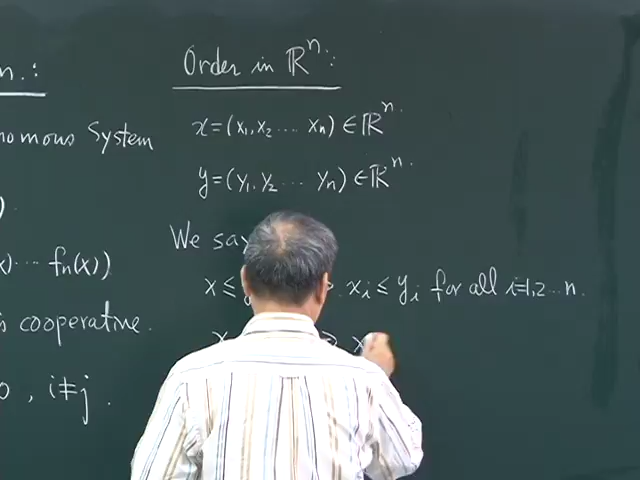 n.:
nomous System
)
) ... fn(x))
s cooperative.
0, i≠j.
Order in ℝⁿ:
x=(x₁,x₂ .... xₙ) ∈ ℝⁿ.
y=(y₁,y₂ ... yₙ) ∈ ℝⁿ.
We say
x ≤ xᵢ ≤ yᵢ for all i=1,2...n.
x